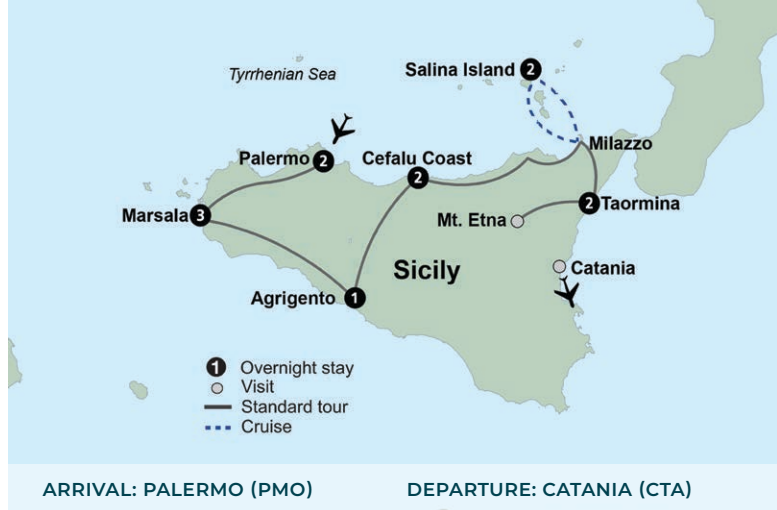 Tyrrhenian Sea
Salina Island 2
Milazzo
Palermo 2
Cefalu Coast
2
Marsala 3
2 Taormina
Mt. Etna
Catania
Sicily
Agrigento 1
1 Overnight stay
Visit
Standard tour
Cruise
ARRIVAL: PALERMO (PMO)
DEPARTURE: CATANIA (CTA)